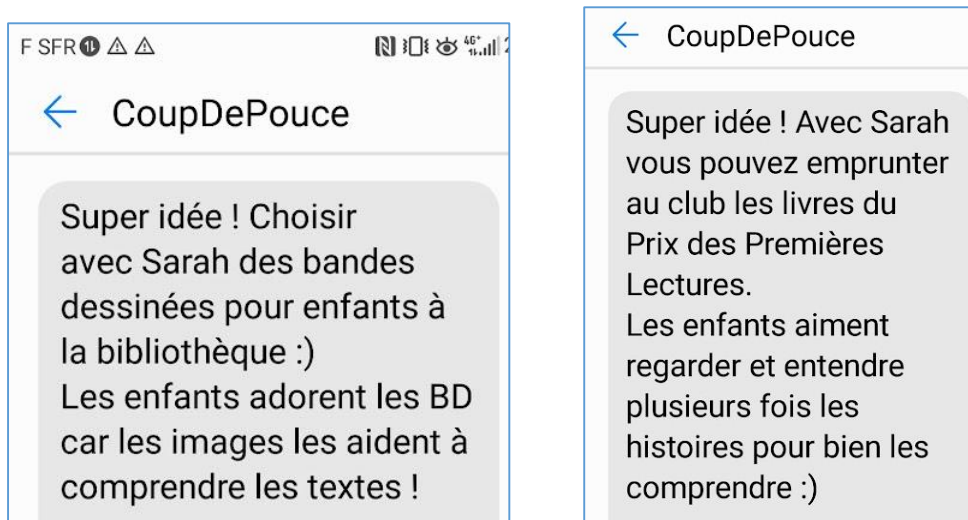 F SFR
CoupDePouce
Super idée ! Choisir
avec Sarah des bandes
dessinées pour enfants à
la bibliothèque :)
Les enfants adorent les BD
car les images les aident à
comprendre les textes !
CoupDePouce
Super idée ! Avec Sarah
vous pouvez emprunter
au club les livres du
Prix des Premières
Lectures.
Les enfants aiment
regarder et entendre
plusieurs fois les
histoires pour bien les
comprendre :)